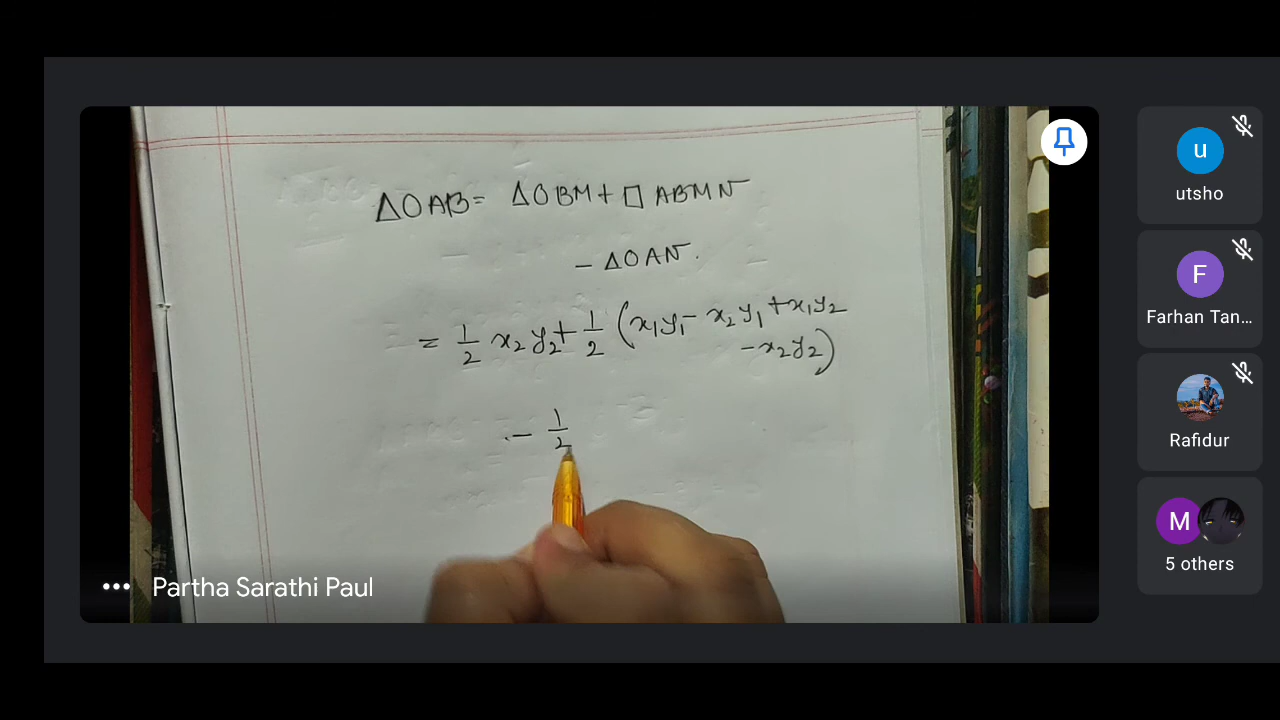 ΔOAB = ΔOBM + □ ABMN
- ΔOAN.
= 1/2 x₂y₂ + 1/2 (x₁y₁ - x₂y₁ + x₁y₂
- x₂y₂)
- 1/2
Partha Sarathi Paul
u
utsho
F
Farhan Tan...
Rafidur
M
5 others